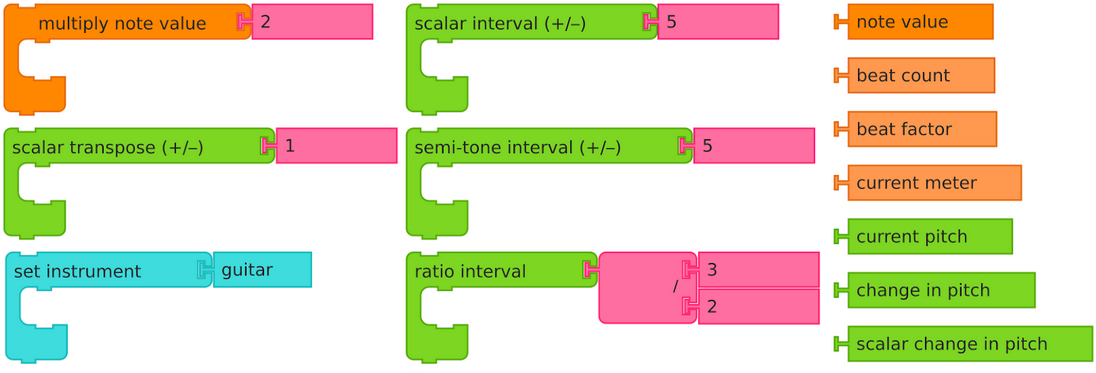 multiply note value 2
scalar transpose (+/–) 1
set instrument guitar
scalar interval (+/–) 5
semi-tone interval (+/–) 5
ratio interval / 3
2
note value
beat count
beat factor
current meter
current pitch
change in pitch
scalar change in pitch